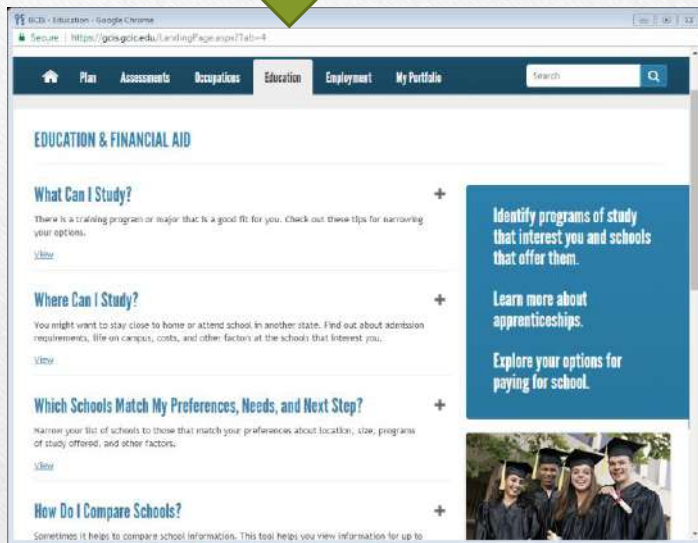 GCIS - Education - Google Chrome
Secure | https://gcis.gcic.edu/LandingPage.aspx?Tab=4
Plan Assessments Occupations Education Employment My Portfolio Search
EDUCATION & FINANCIAL AID
What Can I Study?
There is a training program or major that is a good fit for you. Check out these tips for narrowing
your options.
View
Where Can I Study?
You might want to stay close to home or attend school in another state. Find out about admission
requirements, life on campus, costs, and other factors at the schools that interest you.
View
Which Schools Match My Preferences, Needs, and Next Step?
Narrow your list of schools to those that match your preferences about location, size, programs
of study offered, and other factors.
View
How Do I Compare Schools?
Sometimes it helps to compare school information. This tool helps you view information for up to
Identify programs of study
that interest you and schools
that offer them.
Learn more about
apprenticeships.
Explore your options for
paying for school.